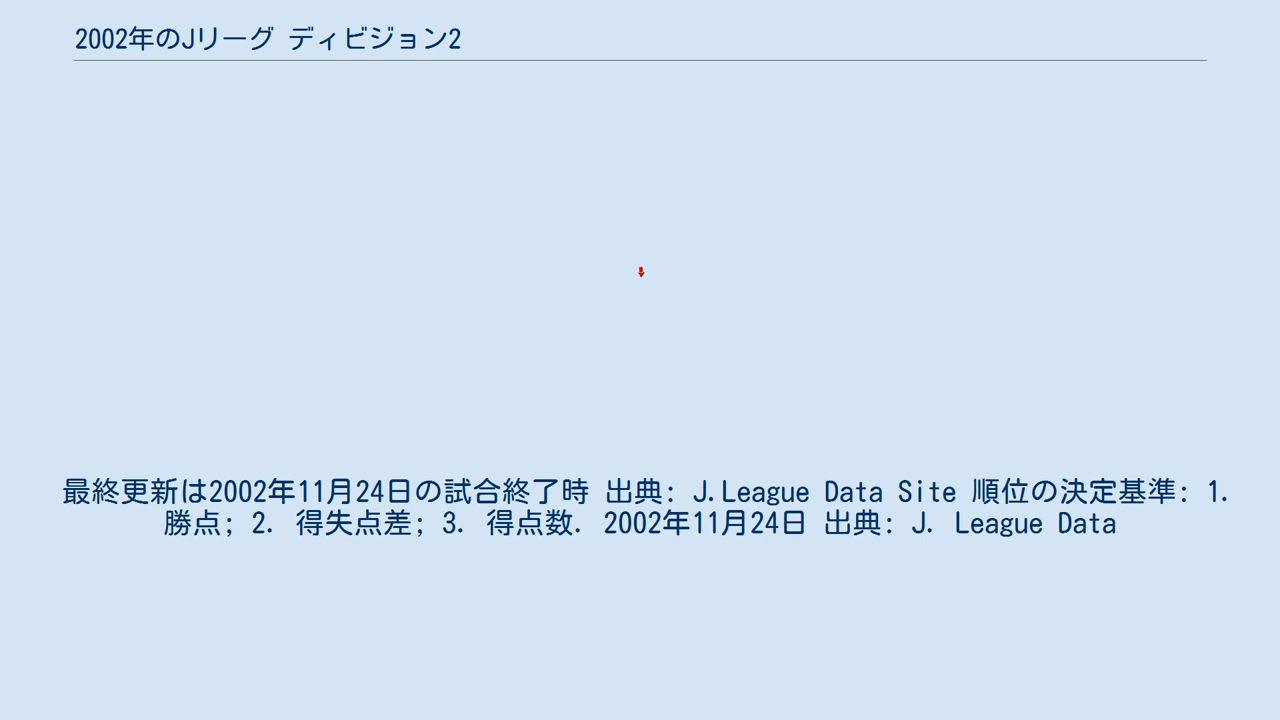 2002年のJリーグ ディビジョン2
最終更新は2002年11月24日の試合終了時 出典: J.League Data Site 順位の決定基準: 1.
勝点; 2. 得失点差; 3. 得点数. 2002年11月24日 出典: J. League Data